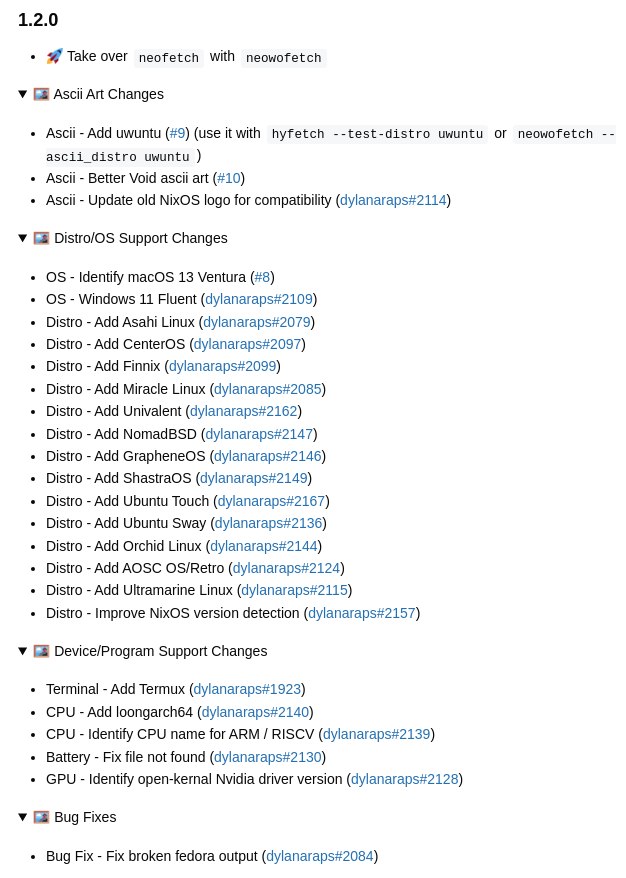 1.2.0
• 🚀 Take over neofetch with neowofetch
▼ 🖼️ Ascii Art Changes
• Ascii - Add uwuntu (#9) (use it with hyfetch --test-distro uwuntu or neowofetch --
ascii_distro uwuntu )
• Ascii - Better Void ascii art (#10)
• Ascii - Update old NixOS logo for compatibility (dylanaraps#2114)
▼ 🖼️ Distro/OS Support Changes
• OS - Identify macOS 13 Ventura (#8)
• OS - Windows 11 Fluent (dylanaraps#2109)
• Distro - Add Asahi Linux (dylanaraps#2079)
• Distro - Add CenterOS (dylanaraps#2097)
• Distro - Add Finnix (dylanaraps#2099)
• Distro - Add Miracle Linux (dylanaraps#2085)
• Distro - Add Univalent (dylanaraps#2162)
• Distro - Add NomadBSD (dylanaraps#2147)
• Distro - Add GrapheneOS (dylanaraps#2146)
• Distro - Add ShastraOS (dylanaraps#2149)
• Distro - Add Ubuntu Touch (dylanaraps#2167)
• Distro - Add Ubuntu Sway (dylanaraps#2136)
• Distro - Add Orchid Linux (dylanaraps#2144)
• Distro - Add AOSC OS/Retro (dylanaraps#2124)
• Distro - Add Ultramarine Linux (dylanaraps#2115)
• Distro - Improve NixOS version detection (dylanaraps#2157)
▼ 🖼️ Device/Program Support Changes
• Terminal - Add Termux (dylanaraps#1923)
• CPU - Add loongarch64 (dylanaraps#2140)
• CPU - Identify CPU name for ARM / RISCV (dylanaraps#2139)
• Battery - Fix file not found (dylanaraps#2130)
• GPU - Identify open-kernal Nvidia driver version (dylanaraps#2128)
▼ 🖼️ Bug Fixes
• Bug Fix - Fix broken fedora output (dylanaraps#2084)